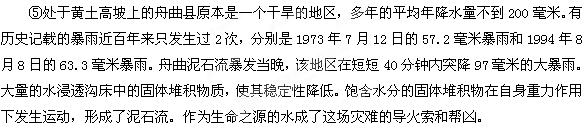 ⑤处于黄土高坡上的舟曲县原本是一个干旱的地区，多年的平均年降水量不到 200 毫米。有
历史记载的暴雨近百年来只发生过 2次，分别是 1973 年 7 月 12 日的 57.2 毫米暴雨和 1994 年 8
月 8 日的 63.3 毫米暴雨。舟曲泥石流暴发当晚，该地区在短短 40 分钟内突降 97 毫米的大暴雨。
大量的水浸透沟床中的固体堆积物质，使其稳定性降低。饱含水分的固体堆积物在自身重力作用
下发生运动，形成了泥石流。作为生命之源的水成了这场灾难的导火索和帮凶。